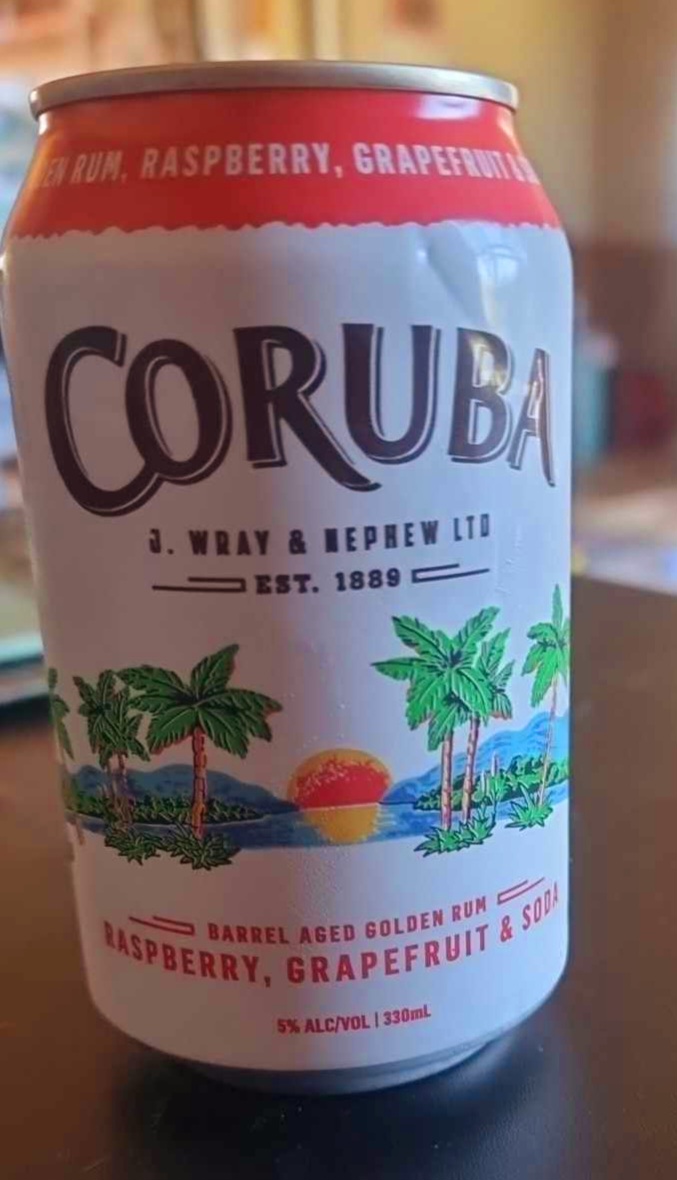 RUM, RASPBERRY, GRAPEFRUIT &
CORUBA
J. WRAY & NEPHEW LTD
EST. 1889
BARREL AGED GOLDEN RUM
RASPBERRY, GRAPEFRUIT & SODA
5% ALC/VOL | 330mL